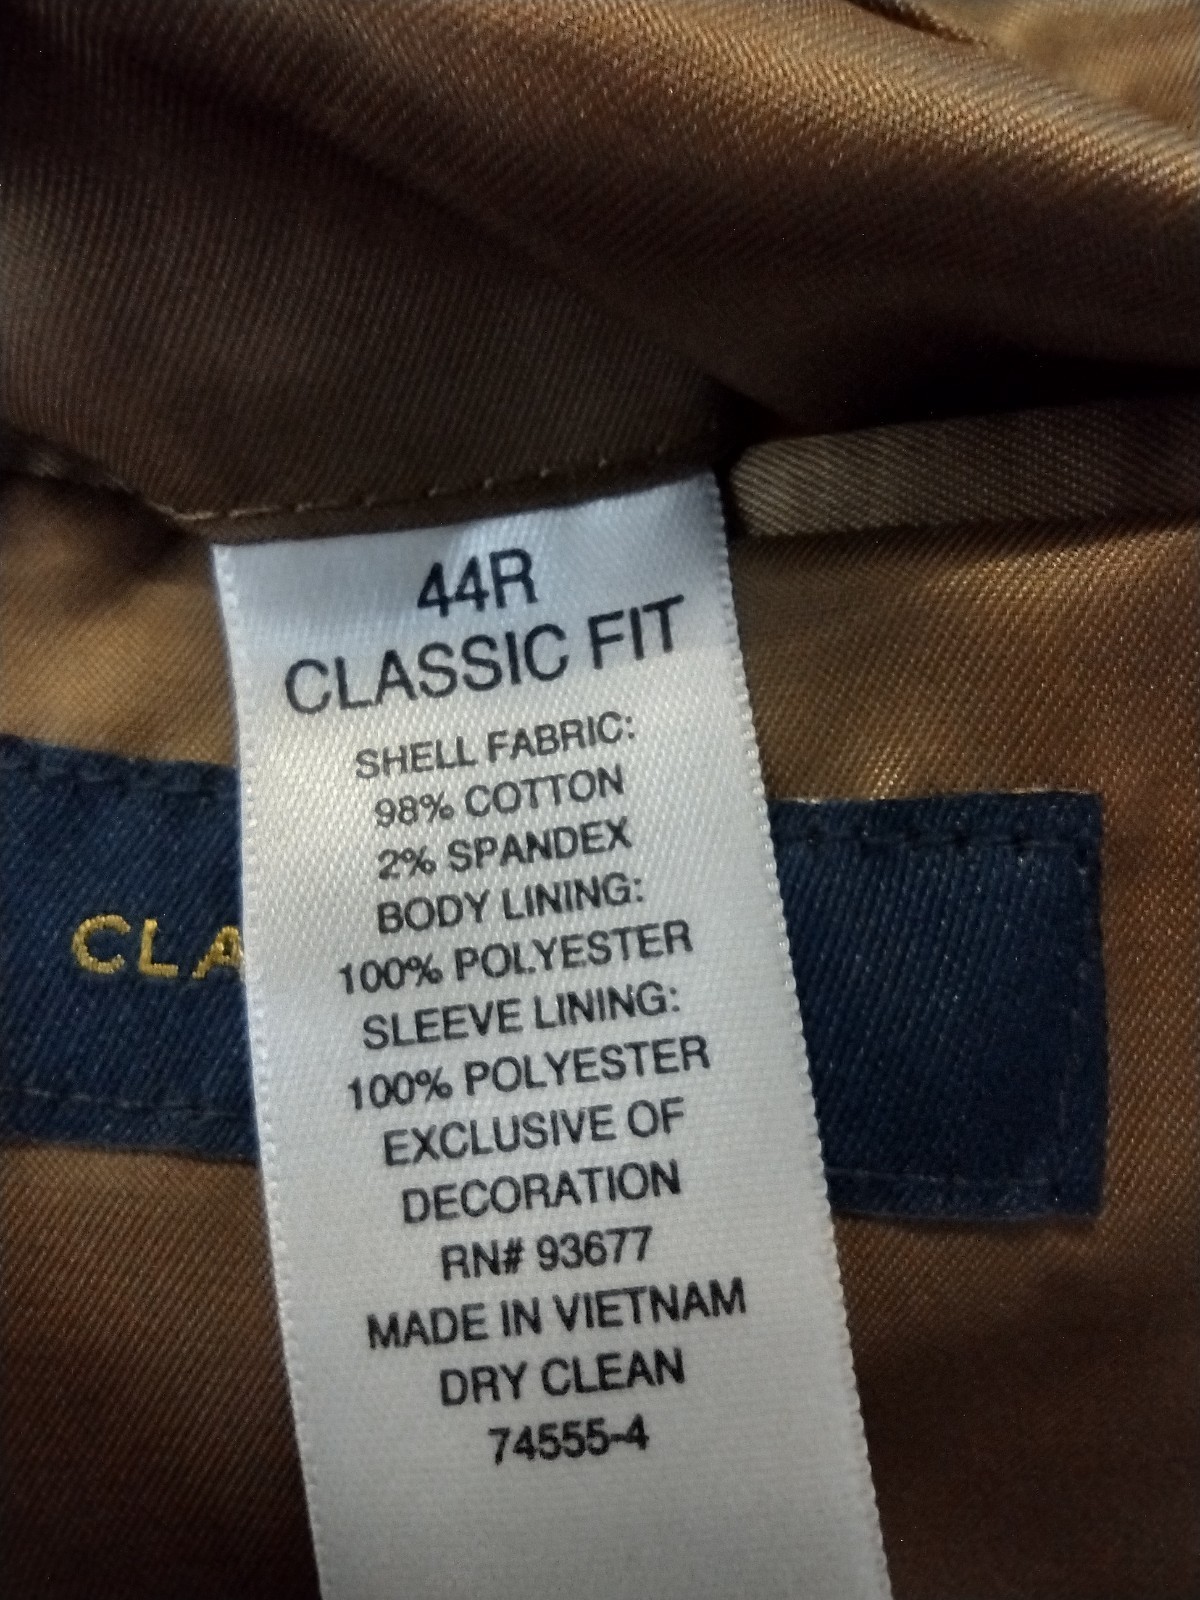 44R
CLASSIC FIT
SHELL FABRIC:
98% COTTON
2% SPANDEX
BODY LINING:
100% POLYESTER
SLEEVE LINING:
100% POLYESTER
EXCLUSIVE OF
DECORATION
RN# 93677
MADE IN VIETNAM
DRY CLEAN
74555-4
CLA